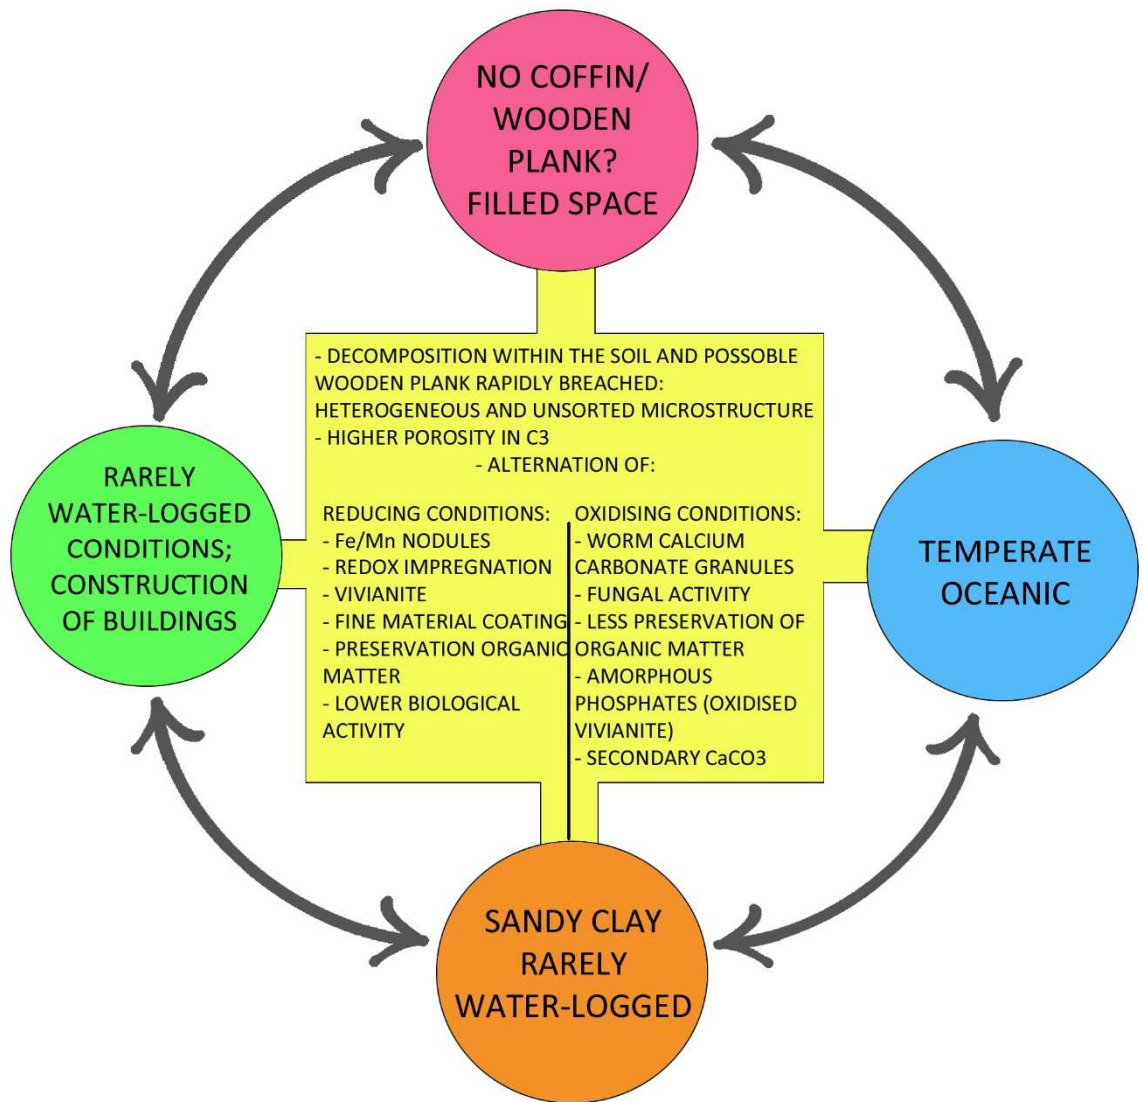 NO COFFIN/
WOODEN
PLANK?
FILLED SPACE
- DECOMPOSITION WITHIN THE SOIL AND POSSOBLE
WOODEN PLANK RAPIDLY BREACHED:
HETEROGENEOUS AND UNSORTED MICROSTRUCTURE
- HIGHER POROSITY IN C3
- ALTERNATION OF:
REDUCING CONDITIONS:
- Fe/Mn NODULES
- REDOX IMPREGNATION
- VIVIANITE
- FINE MATERIAL COATING
- PRESERVATION ORGANIC
MATTER
- LOWER BIOLOGICAL
ACTIVITY
OXIDISING CONDITIONS:
- WORM CALCIUM
CARBONATE GRANULES
- FUNGAL ACTIVITY
- LESS PRESERVATION OF
ORGANIC MATTER
- AMORPHOUS
PHOSPHATES (OXIDISED
VIVIANITE)
- SECONDARY CaCO3
RARELY
WATER-LOGGED
CONDITIONS;
CONSTRUCTION
OF BUILDINGS
TEMPERATE
OCEANIC
SANDY CLAY
RARELY
WATER-LOGGED